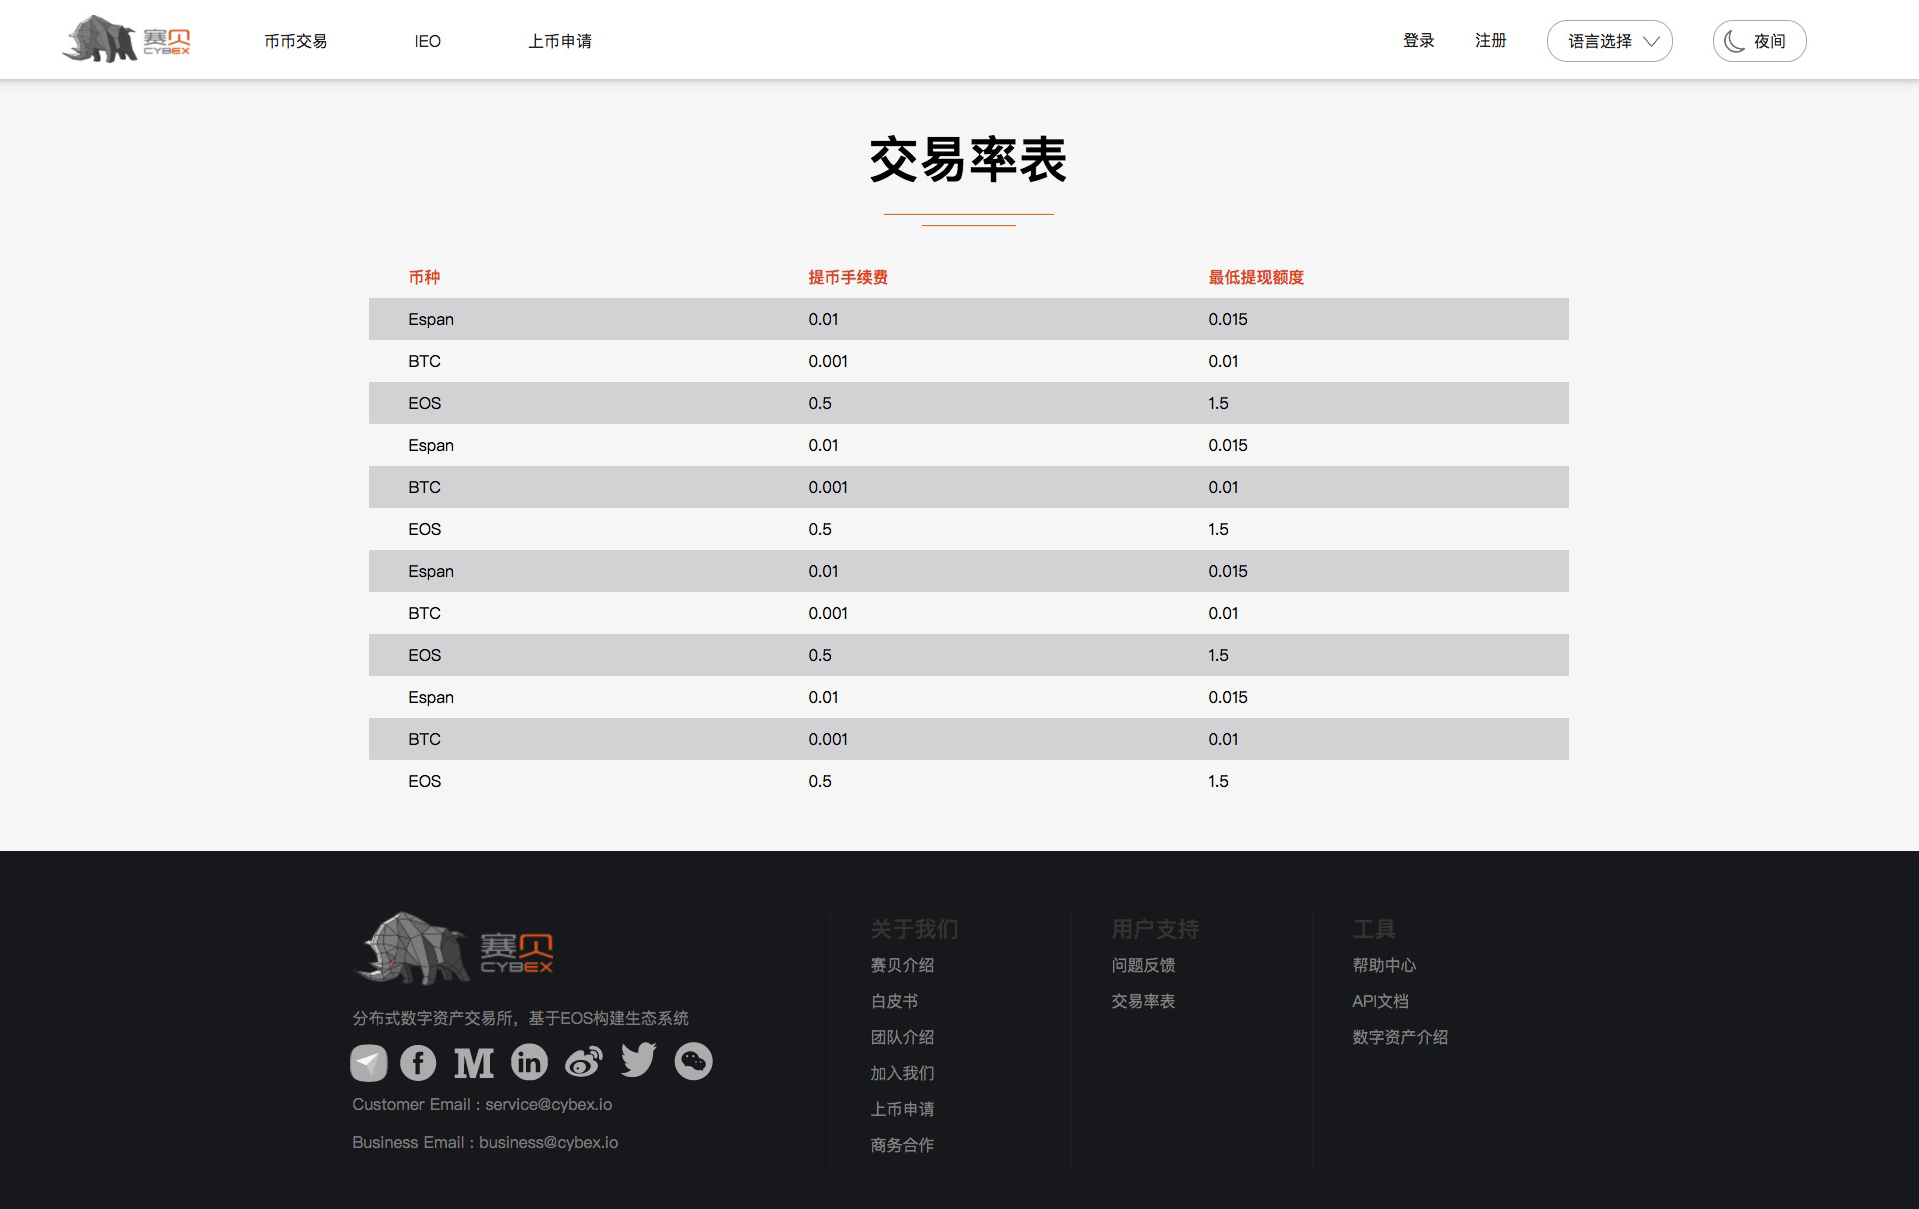 赛贝
CYBEX
币币交易
IEO
上币申请
登录
注册
语言选择
夜间
交易率表
币种 提币手续费 最低提现额度
Espan 0.01 0.015
BTC 0.001 0.01
EOS 0.5 1.5
Espan 0.01 0.015
BTC 0.001 0.01
EOS 0.5 1.5
Espan 0.01 0.015
BTC 0.001 0.01
EOS 0.5 1.5
Espan 0.01 0.015
BTC 0.001 0.01
EOS 0.5 1.5
赛贝
CYBEX
分布式数字资产交易所，基于EOS构建生态系统
Customer Email : service@cybex.io
Business Email : business@cybex.io
关于我们
赛贝介绍
白皮书
团队介绍
加入我们
上币申请
商务合作
用户支持
问题反馈
交易率表
工具
帮助中心
API文档
数字资产介绍